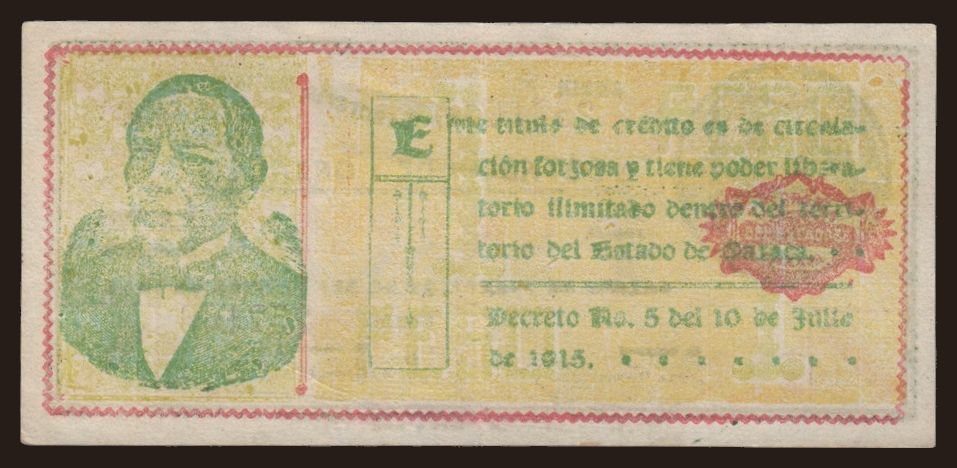 Este titulo de crédito es de circula-
ción forzosa y tiene poder libera-
torio ilimitado dentro del terri-
torio del Estado de Oaxaca.
Decreto No. 5 del 10 de Julio
de 1915.